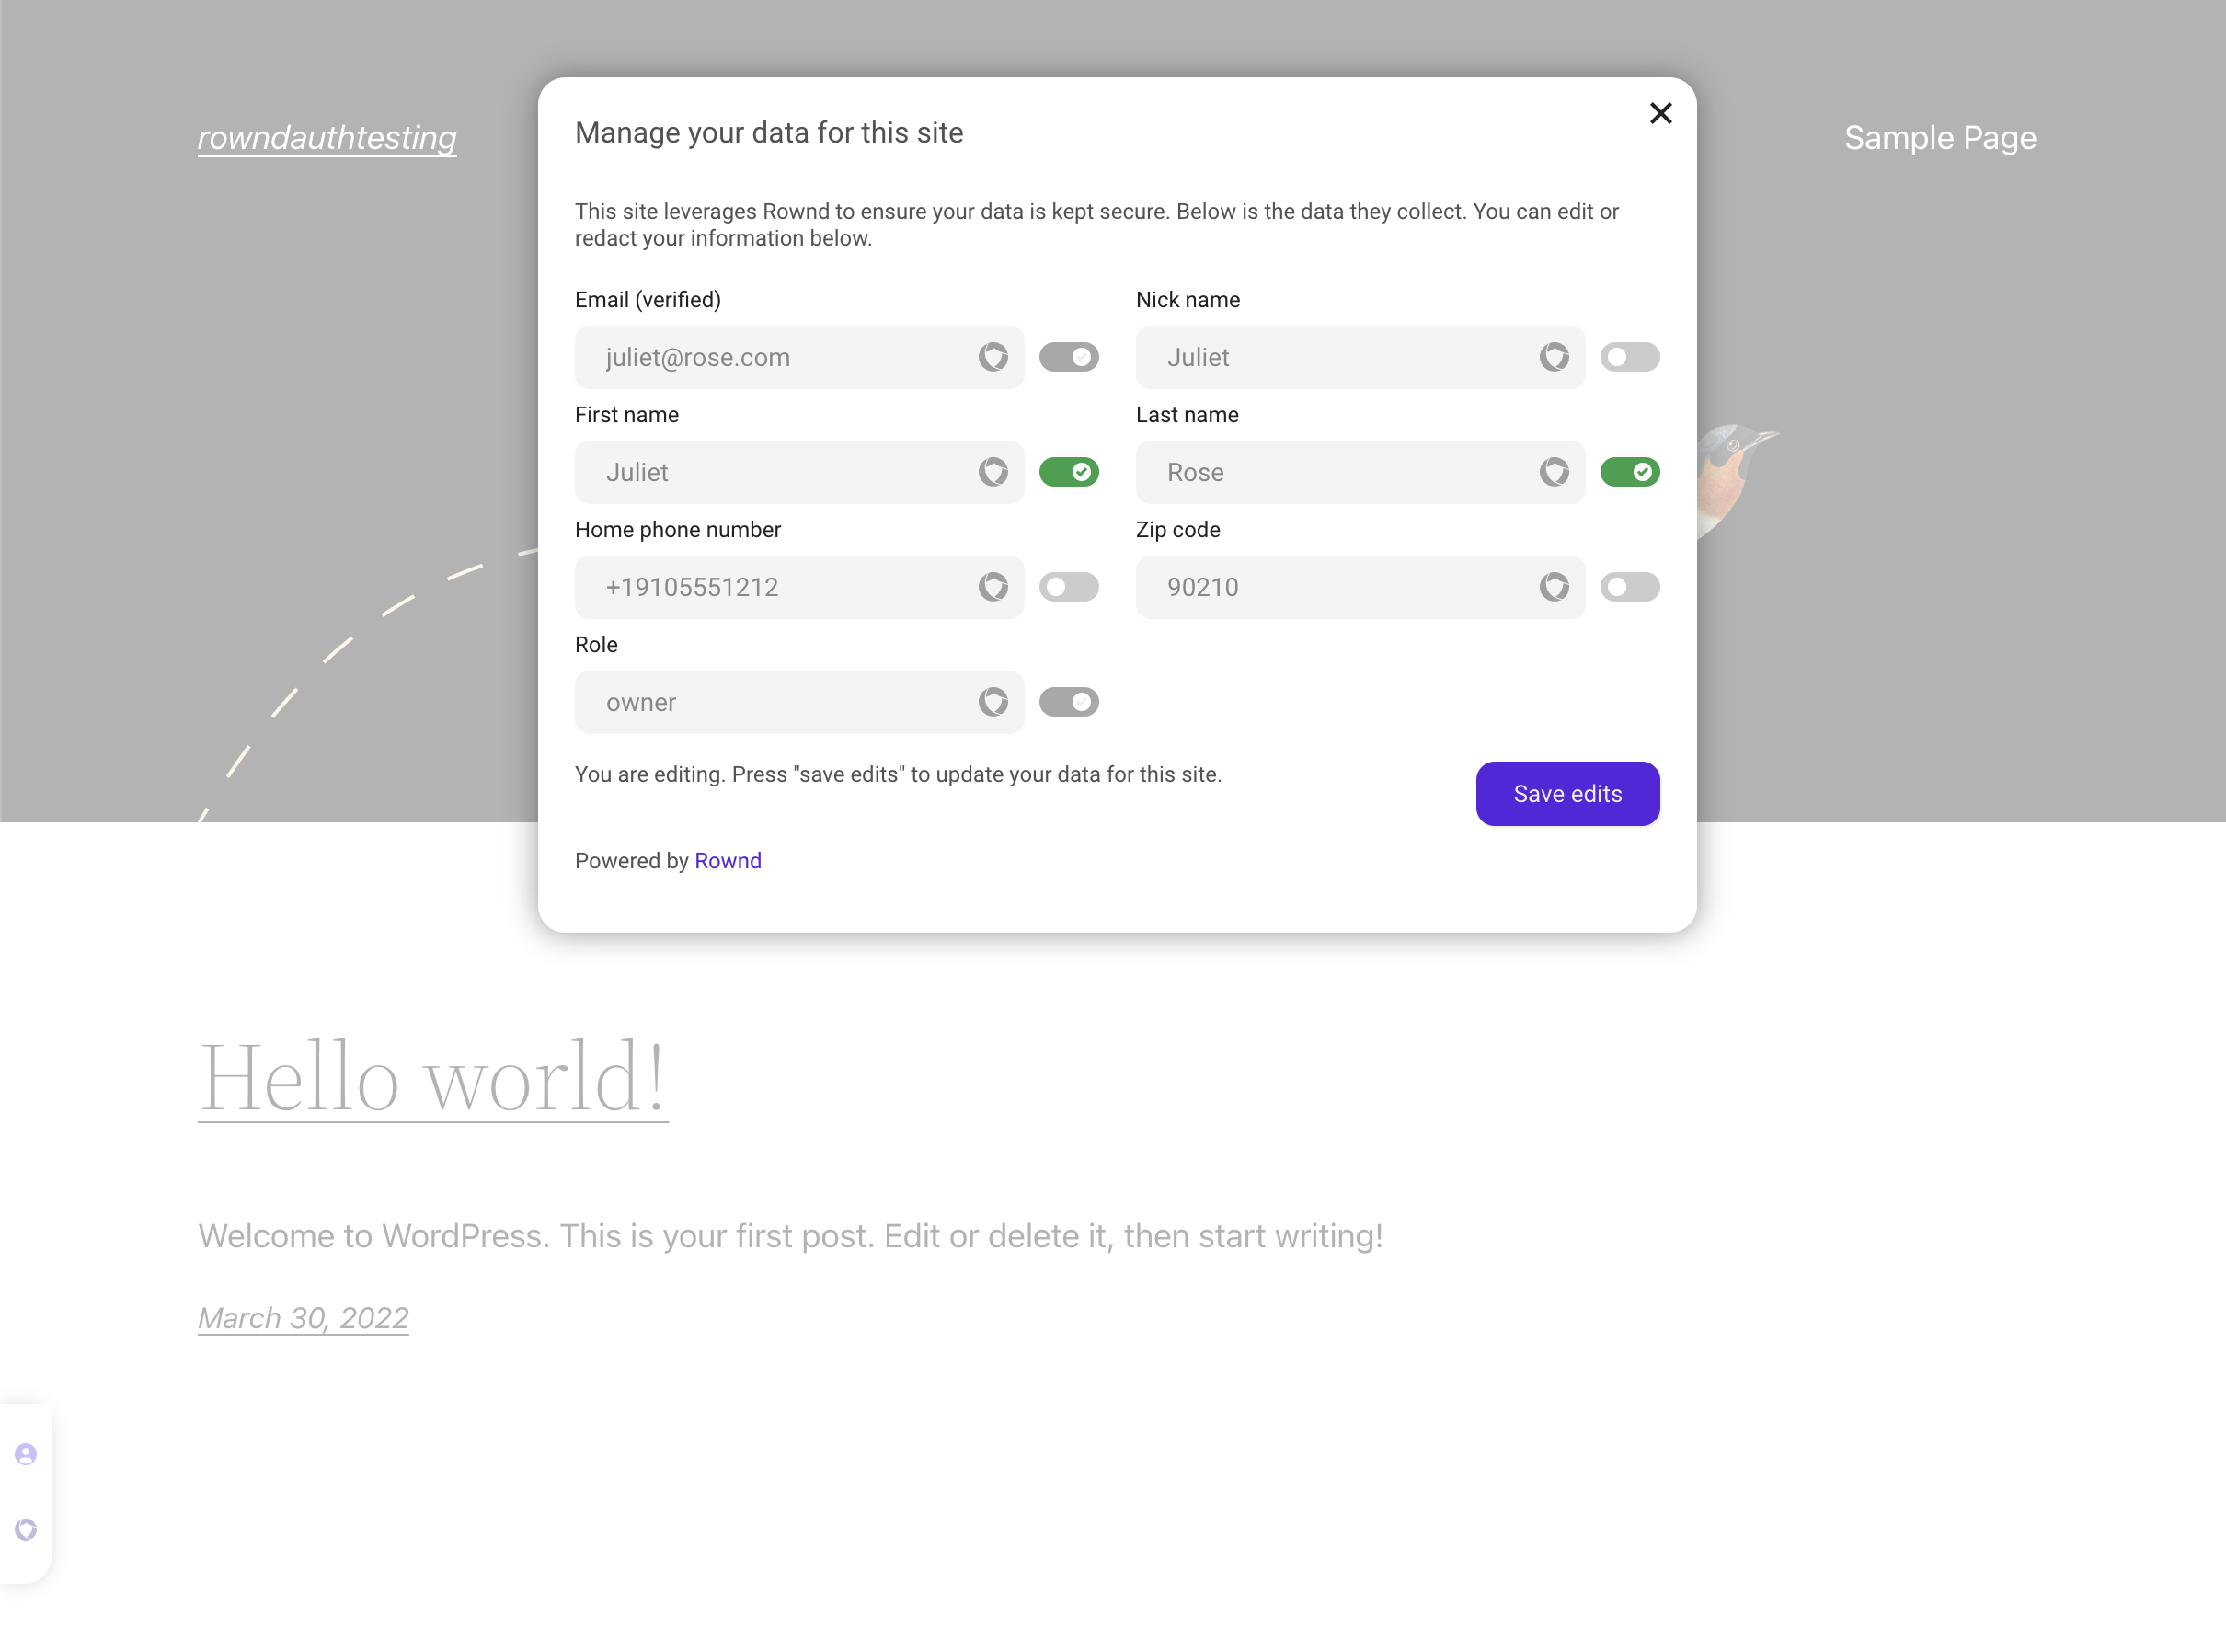 rowndauthtesting
Sample Page
Manage your data for this site
This site leverages Rownd to ensure your data is kept secure. Below is the data they collect. You can edit or
redact your information below.
Email (verified)
juliet@rose.com
Nick name
Juliet
First name
Juliet
Last name
Rose
Home phone number
+19105551212
Zip code
90210
Role
owner
You are editing. Press "save edits" to update your data for this site.
Save edits
Powered by Rownd
Hello world!
Welcome to WordPress. This is your first post. Edit or delete it, then start writing!
March 30, 2022